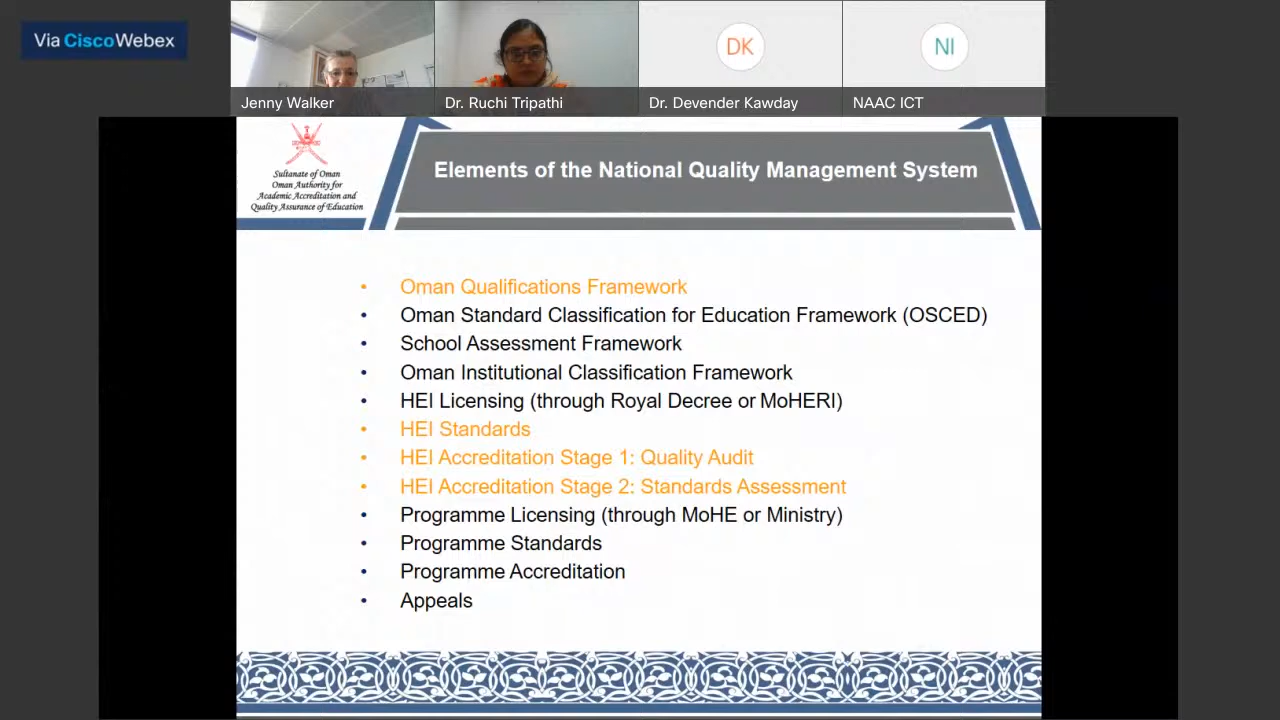 Via CiscoWebex
Jenny Walker
Dr. Ruchi Tripathi
DK
Dr. Devender Kawday
NI
NAAC ICT
Sultanate of Oman
Oman Authority for
Academic Accreditation and
Quality Assurance of Education
Elements of the National Quality Management System
• Oman Qualifications Framework
• Oman Standard Classification for Education Framework (OSCED)
• School Assessment Framework
• Oman Institutional Classification Framework
• HEI Licensing (through Royal Decree or MoHERI)
• HEI Standards
• HEI Accreditation Stage 1: Quality Audit
• HEI Accreditation Stage 2: Standards Assessment
• Programme Licensing (through MoHE or Ministry)
• Programme Standards
• Programme Accreditation
• Appeals